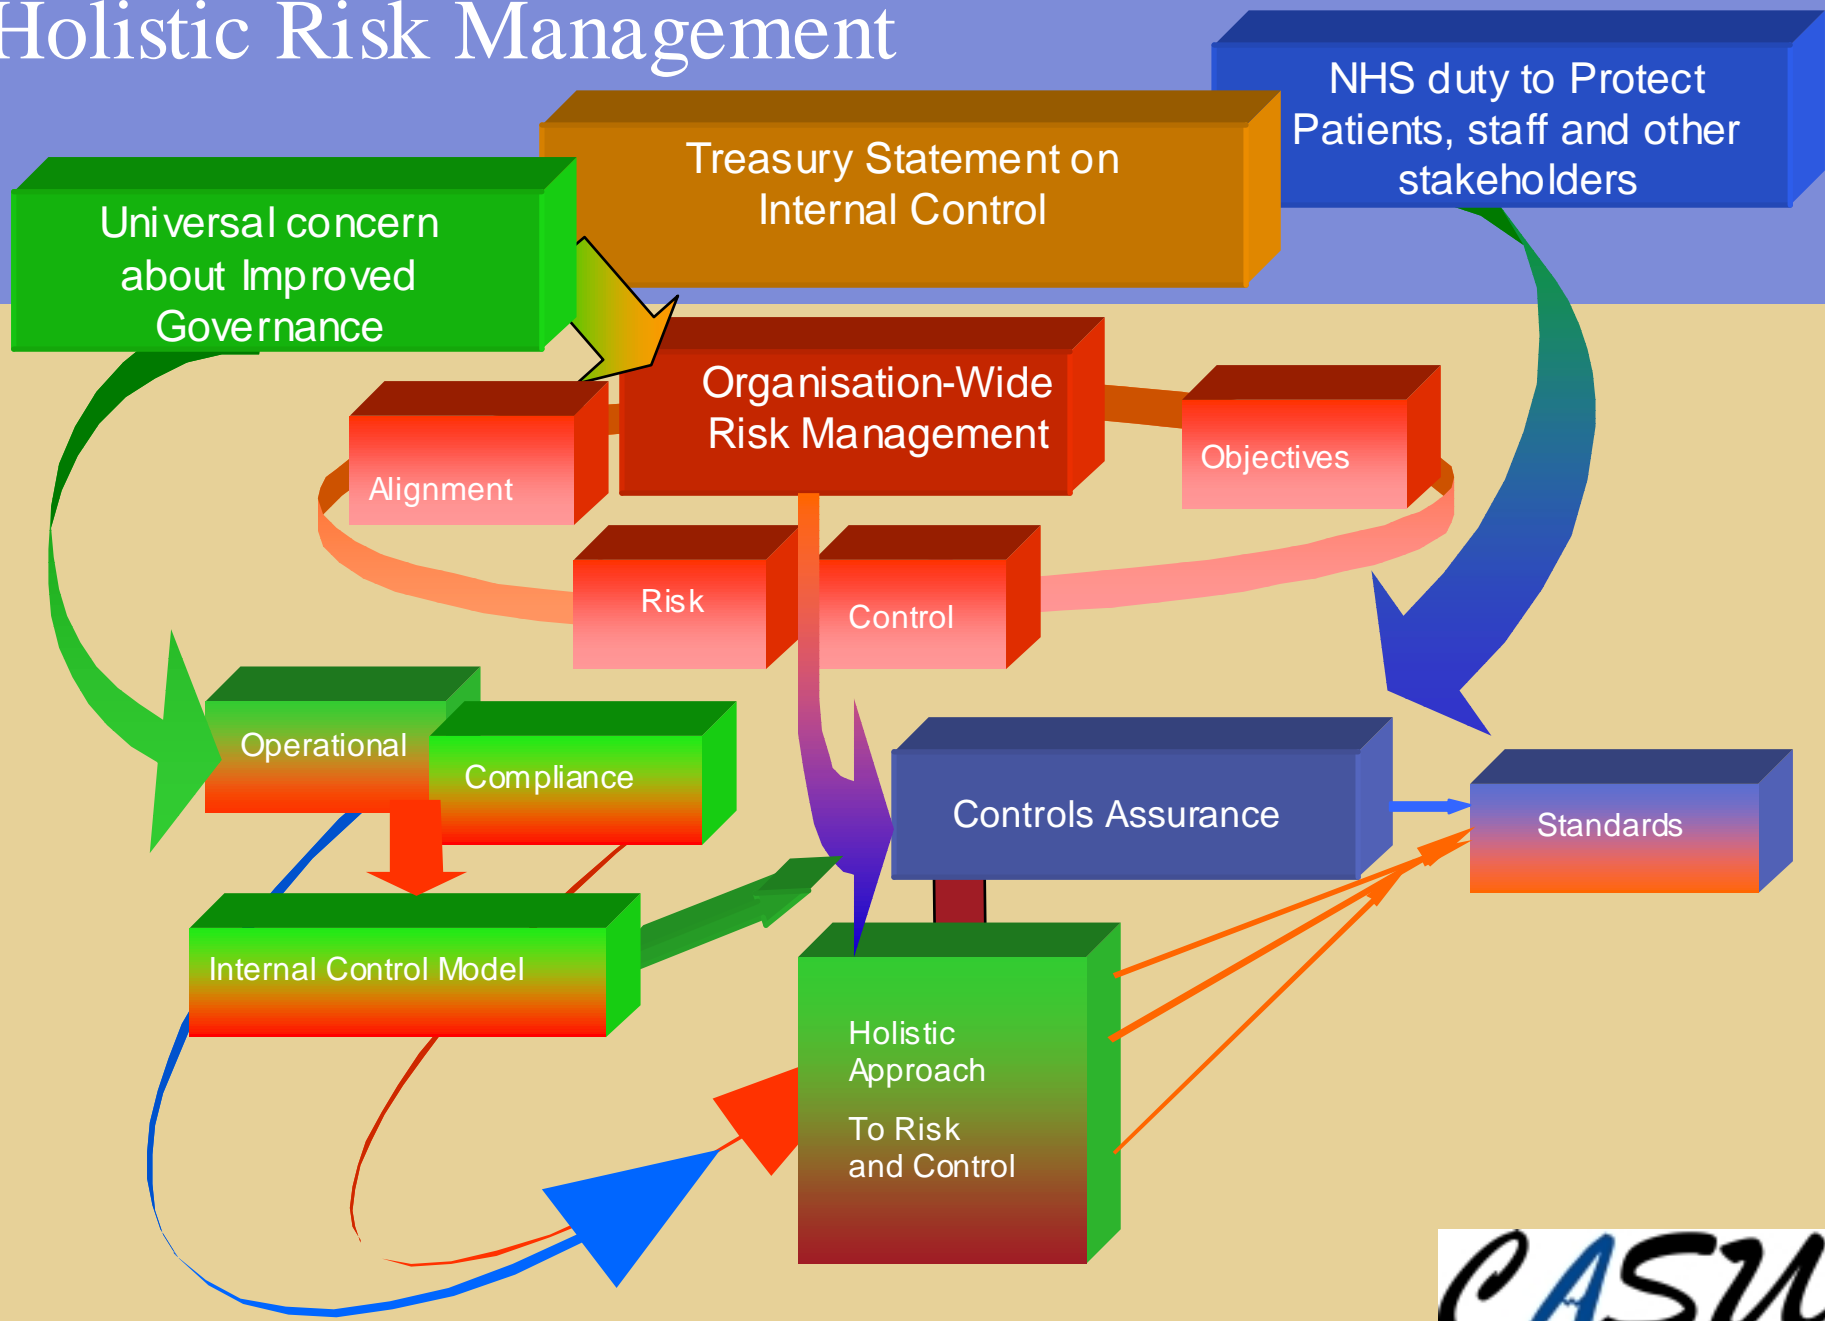 Holistic Risk Management
NHS duty to Protect
Patients, staff and other
stakeholders
Treasury Statement on
Internal Control
Universal concern
about Improved
Governance
Organisation-Wide
Risk Management
Alignment
Objectives
Risk
Control
Operational
Compliance
Controls Assurance
Standards
Internal Control Model
Holistic
Approach
To Risk
and Control
CASU